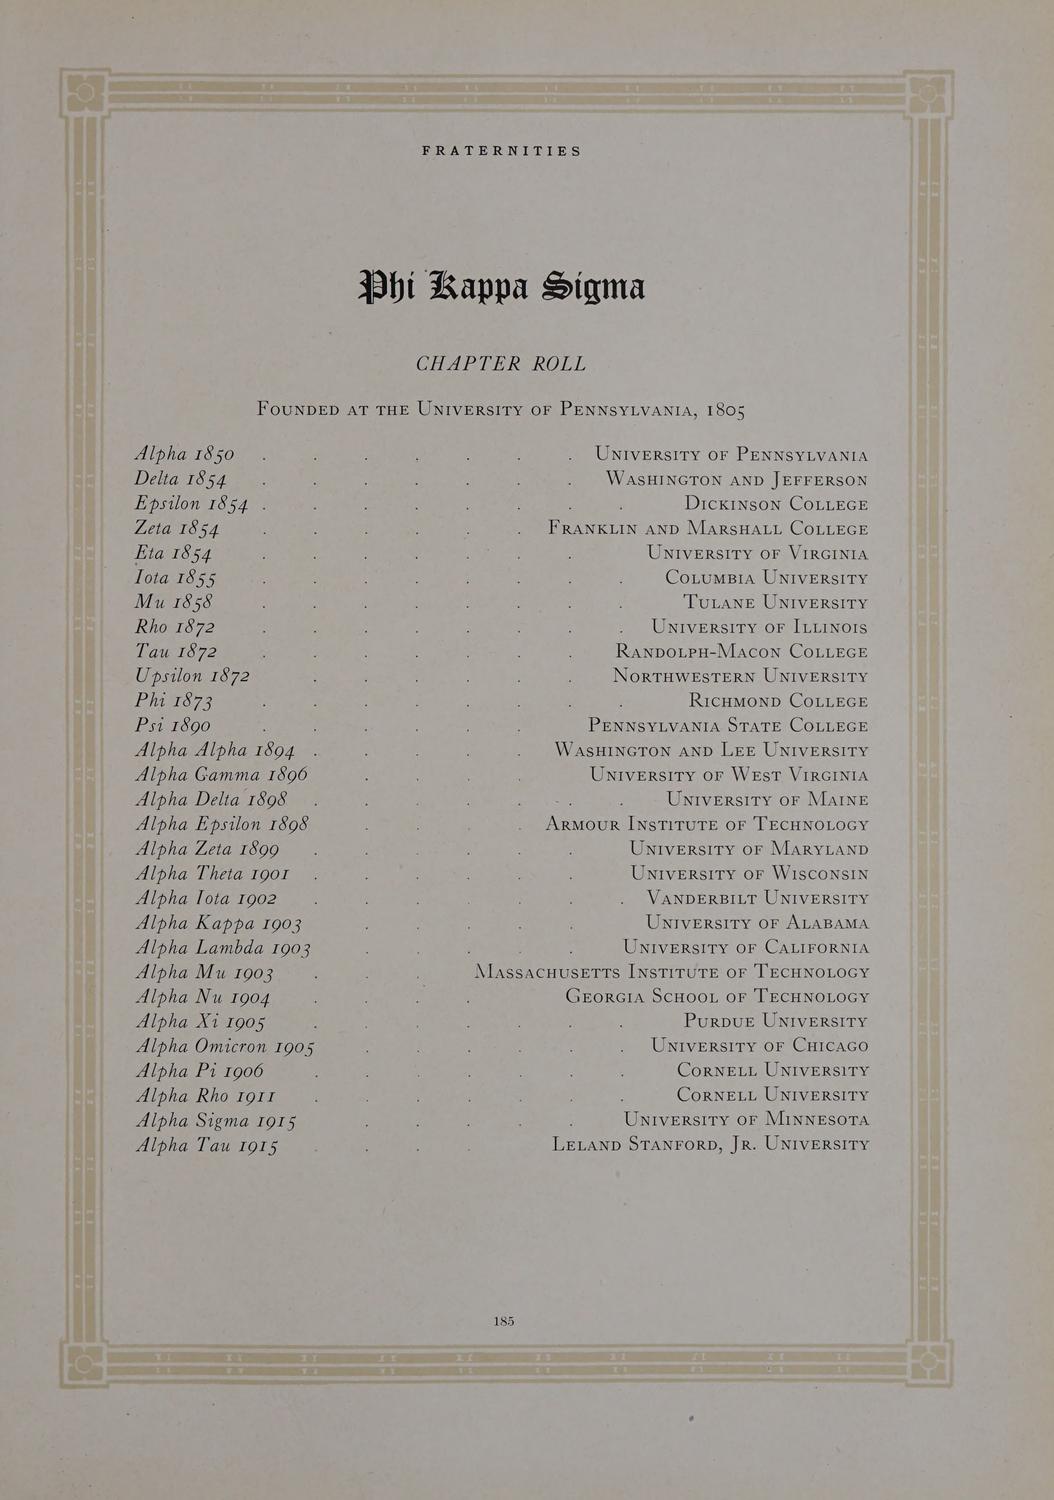 FRATERNITIES
Phi Kappa Sigma
CHAPTER ROLL
FOUNDED AT THE UNIVERSITY OF PENNSYLVANIA, 1805
Alpha 1850 . . . . . . . UNIVERSITY OF PENNSYLVANIA
Delta 1854 . . . . . . . WASHINGTON AND JEFFERSON
Epsilon 1854 . . . . . . . . DICKINSON COLLEGE
Zeta 1854 . . . . . . FRANKLIN AND MARSHALL COLLEGE
Eta 1854 . . . . . . . UNIVERSITY OF VIRGINIA
Iota 1855 . . . . . . . . COLUMBIA UNIVERSITY
Mu 1858 . . . . . . . . TULANE UNIVERSITY
Rho 1872 . . . . . . . . UNIVERSITY OF ILLINOIS
Tau 1872 . . . . . . . RANDOLPH-MACON COLLEGE
Upsilon 1872 . . . . . . NORTHWESTERN UNIVERSITY
Phi 1873 . . . . . . . . RICHMOND COLLEGE
Psi 1890 . . . . . . PENNSYLVANIA STATE COLLEGE
Alpha Alpha 1894 . . . . . WASHINGTON AND LEE UNIVERSITY
Alpha Gamma 1896 . . . . UNIVERSITY OF WEST VIRGINIA
Alpha Delta 1898 . . . . . . . UNIVERSITY OF MAINE
Alpha Epsilon 1898 . . . . ARMOUR INSTITUTE OF TECHNOLOGY
Alpha Zeta 1899 . . . . . . UNIVERSITY OF MARYLAND
Alpha Theta 1901 . . . . . . UNIVERSITY OF WISCONSIN
Alpha Iota 1902 . . . . . . . VANDERBILT UNIVERSITY
Alpha Kappa 1903 . . . . . UNIVERSITY OF ALABAMA
Alpha Lambda 1903 . . . . . UNIVERSITY OF CALIFORNIA
Alpha Mu 1903 . . . MASSACHUSETTS INSTITUTE OF TECHNOLOGY
Alpha Nu 1904 . . . . GEORGIA SCHOOL OF TECHNOLOGY
Alpha Xi 1905 . . . . . . . PURDUE UNIVERSITY
Alpha Omicron 1905 . . . . . . UNIVERSITY OF CHICAGO
Alpha Pi 1906 . . . . . . . CORNELL UNIVERSITY
Alpha Rho 1911 . . . . . . . CORNELL UNIVERSITY
Alpha Sigma 1915 . . . . . UNIVERSITY OF MINNESOTA
Alpha Tau 1915 . . . . LELAND STANFORD, JR. UNIVERSITY
185